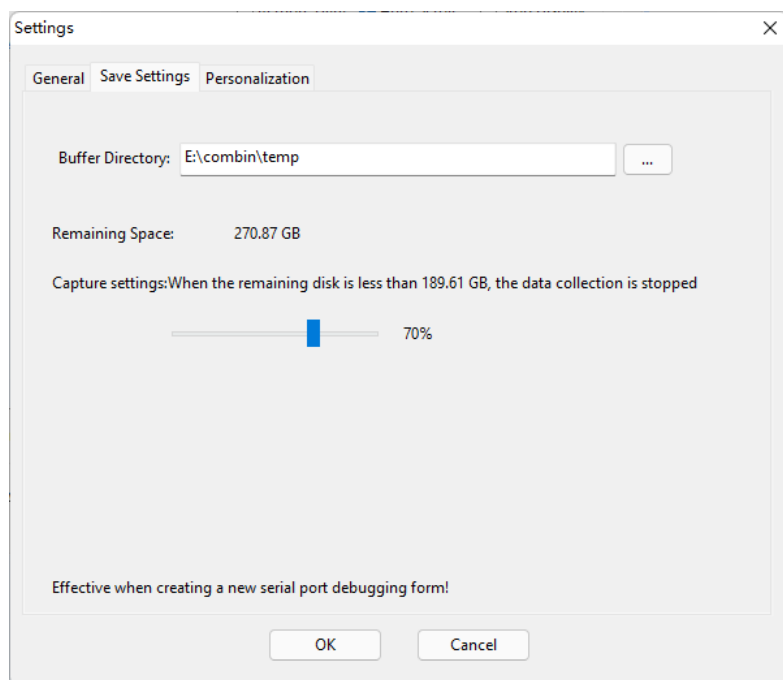 Settings
General Save Settings Personalization
Buffer Directory: E:\combin\temp ...
Remaining Space: 270.87 GB
Capture settings:When the remaining disk is less than 189.61 GB, the data collection is stopped
70%
Effective when creating a new serial port debugging form!
OK Cancel